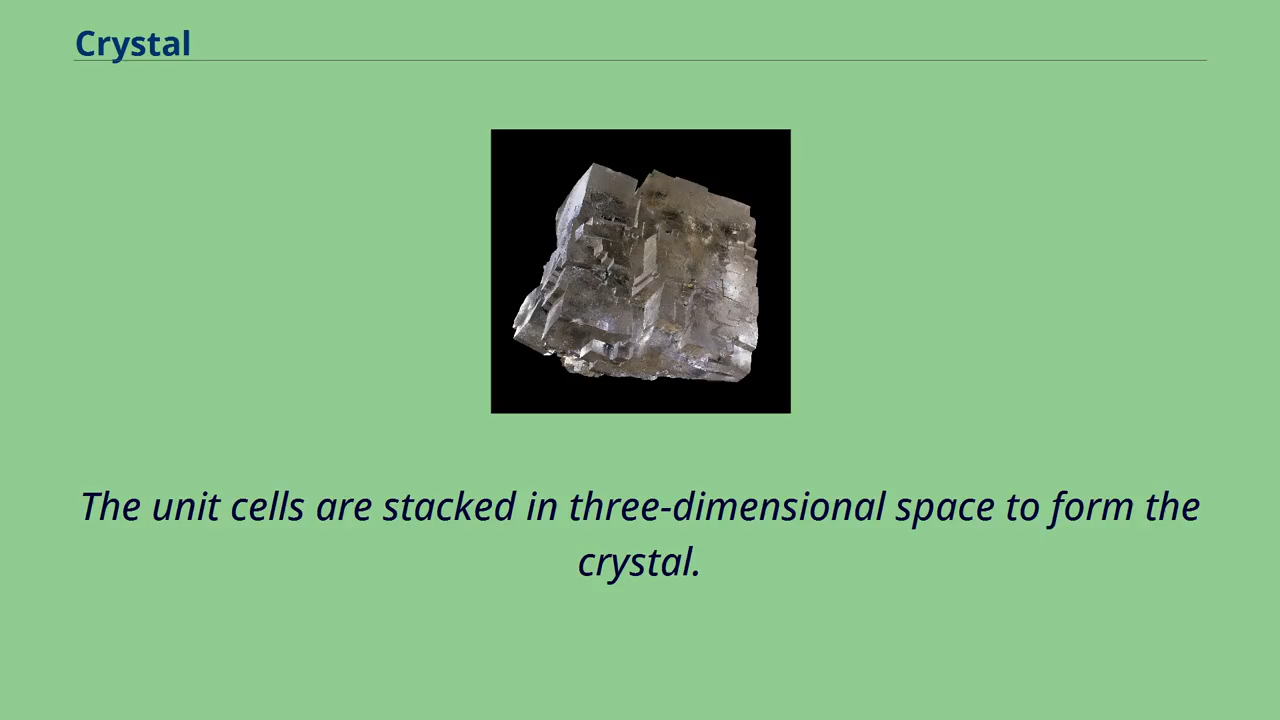 Crystal
The unit cells are stacked in three-dimensional space to form the
crystal.